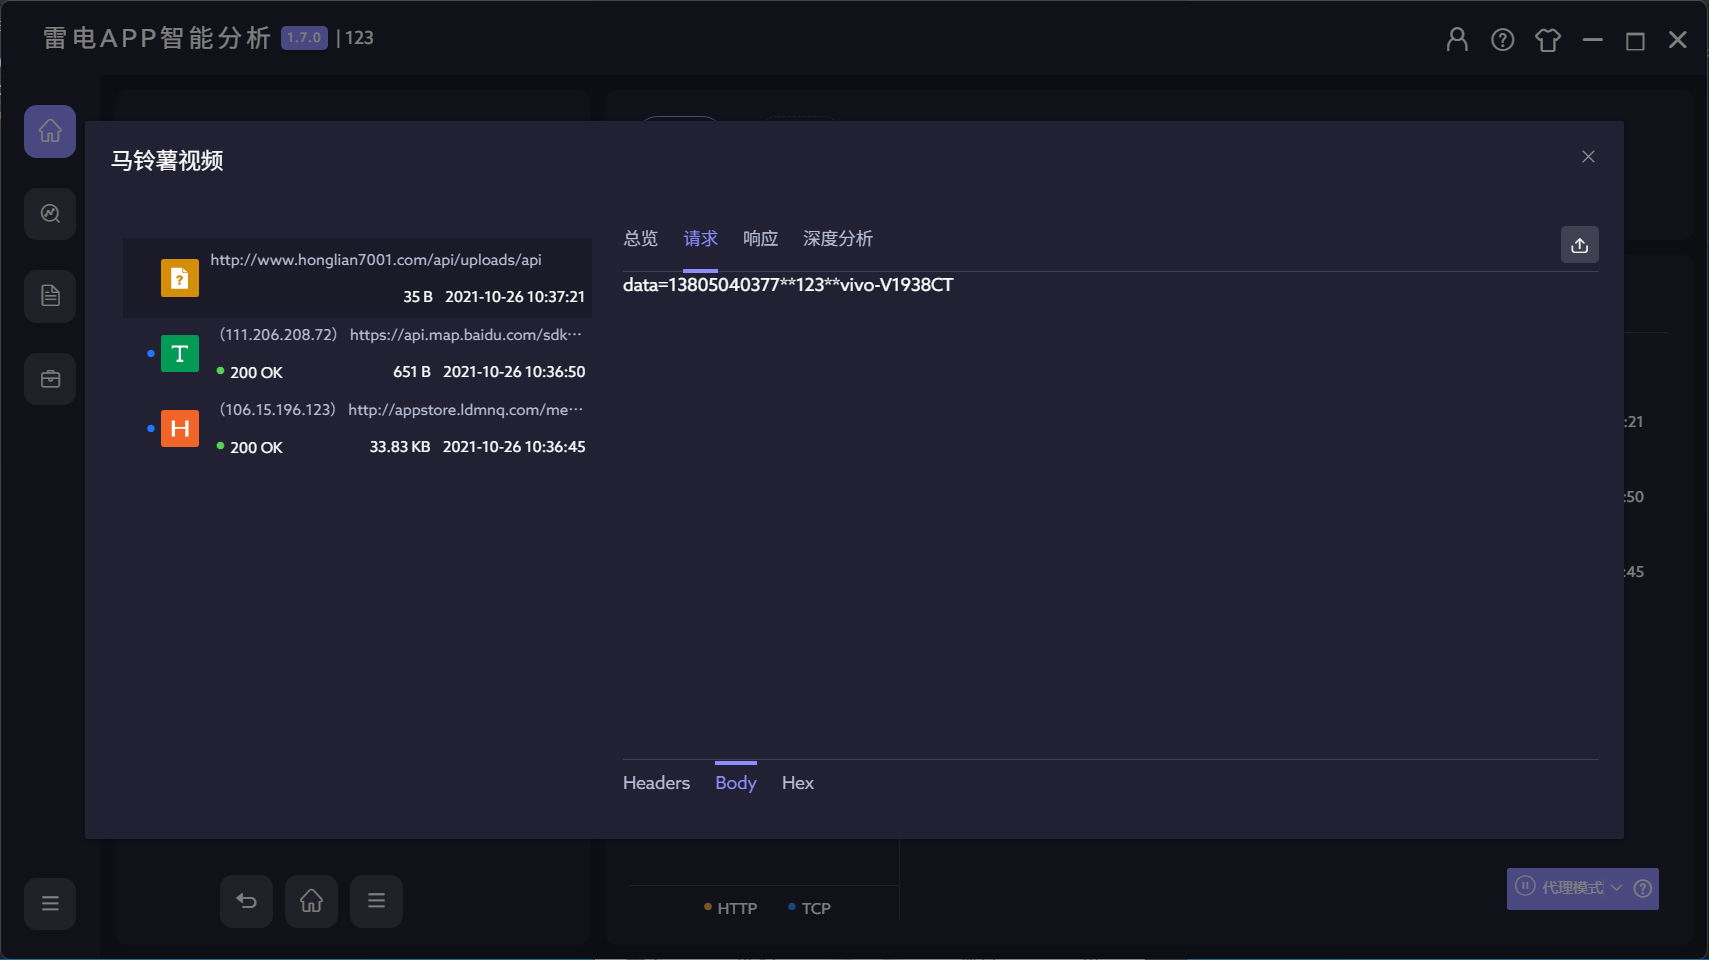 雷电APP智能分析 1.7.0 | 123
马铃薯视频
总览 请求 响应 深度分析
http://www.honglian7001.com/api/uploads/api
35 B 2021-10-26 10:37:21
data=13805040377**123**vivo-V1938CT
(111.206.208.72) https://api.map.baidu.com/sdk···
T
200 OK 651 B 2021-10-26 10:36:50
(106.15.196.123) http://appstore.ldmnq.com/me···
H
200 OK 33.83 KB 2021-10-26 10:36:45
:21
:50
:45
Headers Body Hex
代理模式
HTTP TCP